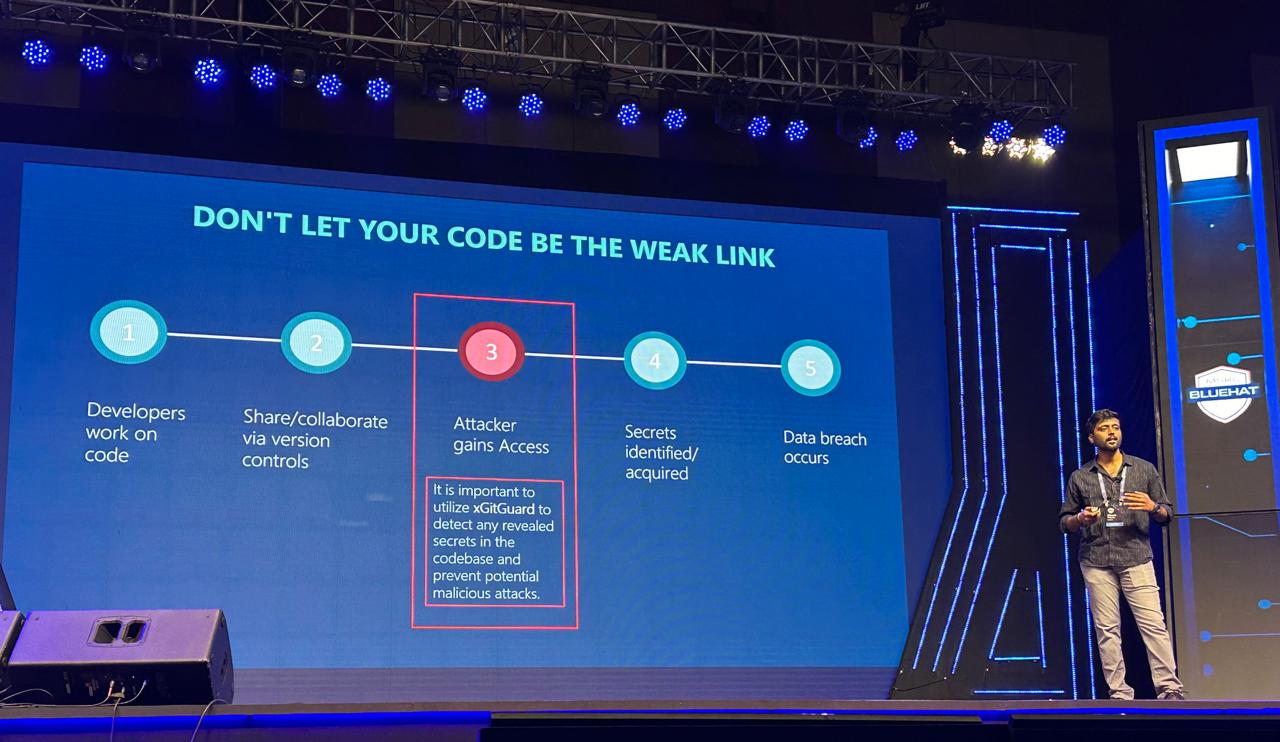 DON'T LET YOUR CODE BE THE WEAK LINK
1
2
3
4
5
Developers
work on
code
Share/collaborate
via version
controls
Attacker
gains Access
Secrets
identified/
acquired
Data breach
occurs
It is important to
utilize xGitGuard to
detect any revealed
secrets in the
codebase and
prevent potential
malicious attacks.
BLUEHAT